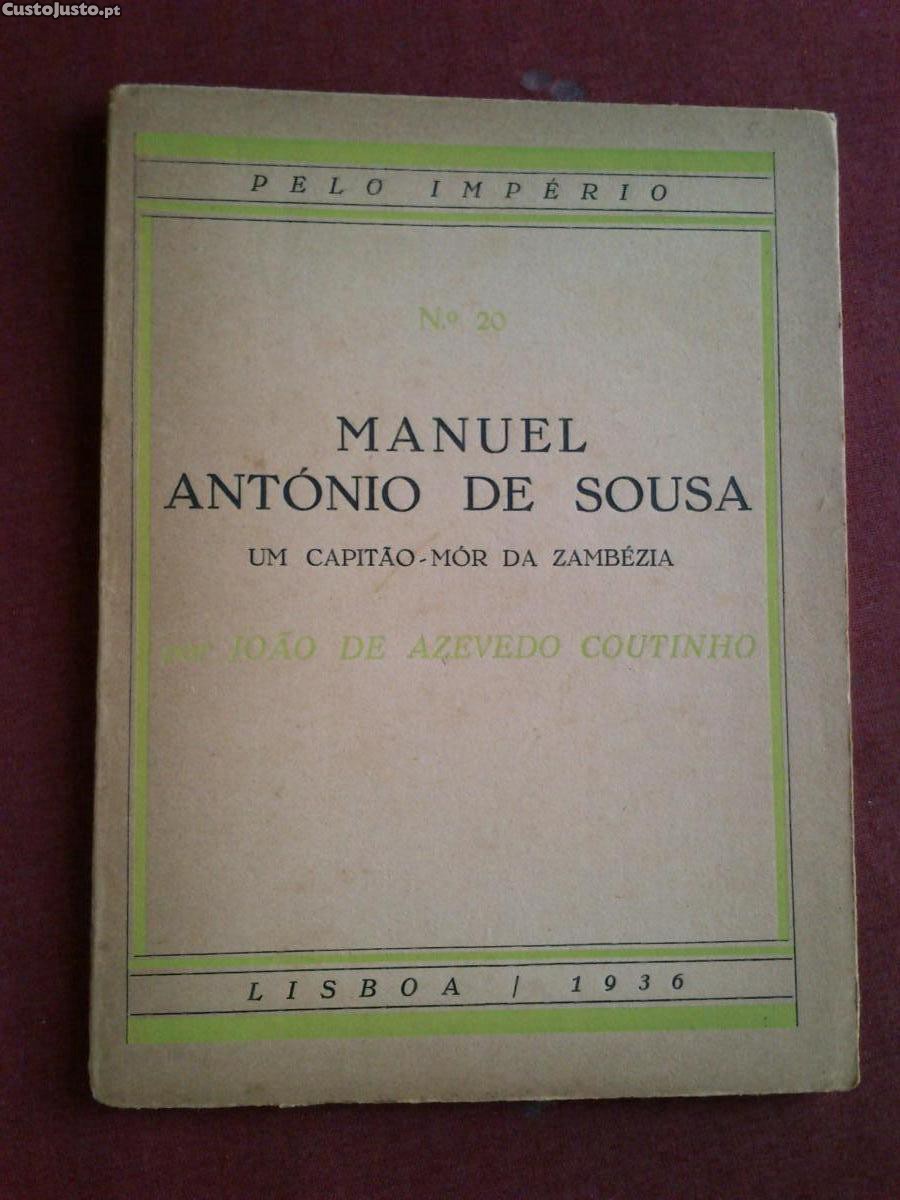 CustoJusto.pt
PELO IMPÉRIO
N.º 20
MANUEL
ANTÓNIO DE SOUSA
UM CAPITÃO-MÓR DA ZAMBÉZIA
por JOÃO DE AZEVEDO COUTINHO
LISBOA / 1936